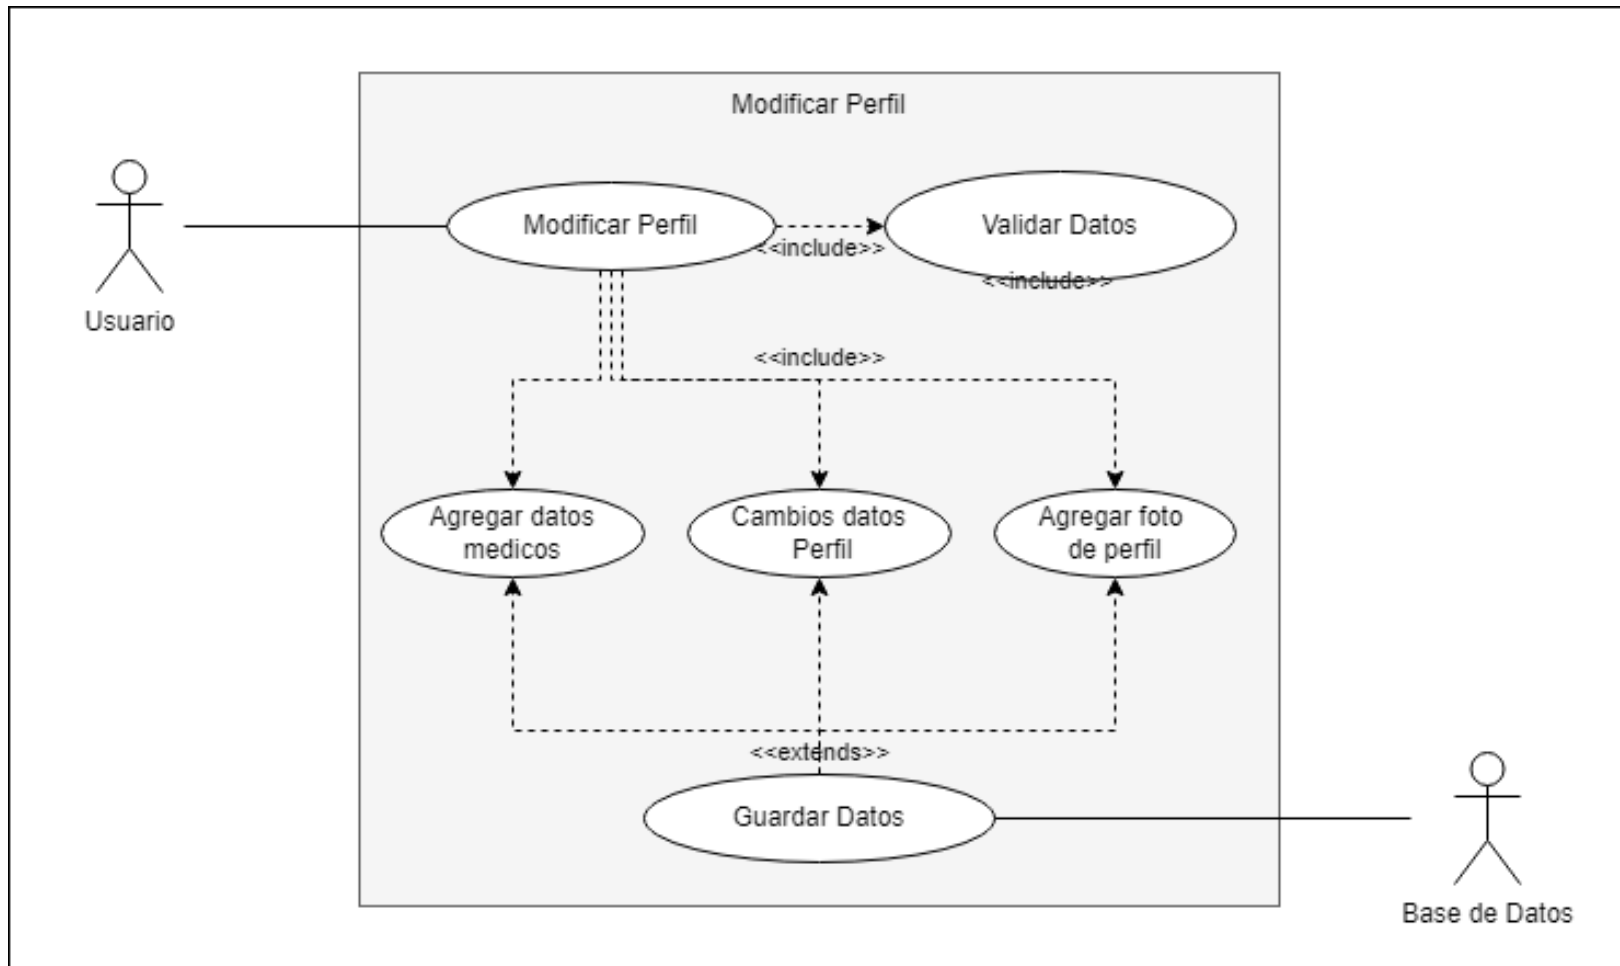 Modificar Perfil
Modificar Perfil
Validar Datos
<<include>>
<<include>>
Usuario
<<include>>
Agregar datos
medicos
Cambios datos
Perfil
Agregar foto
de perfil
<<extends>>
Guardar Datos
Base de Datos